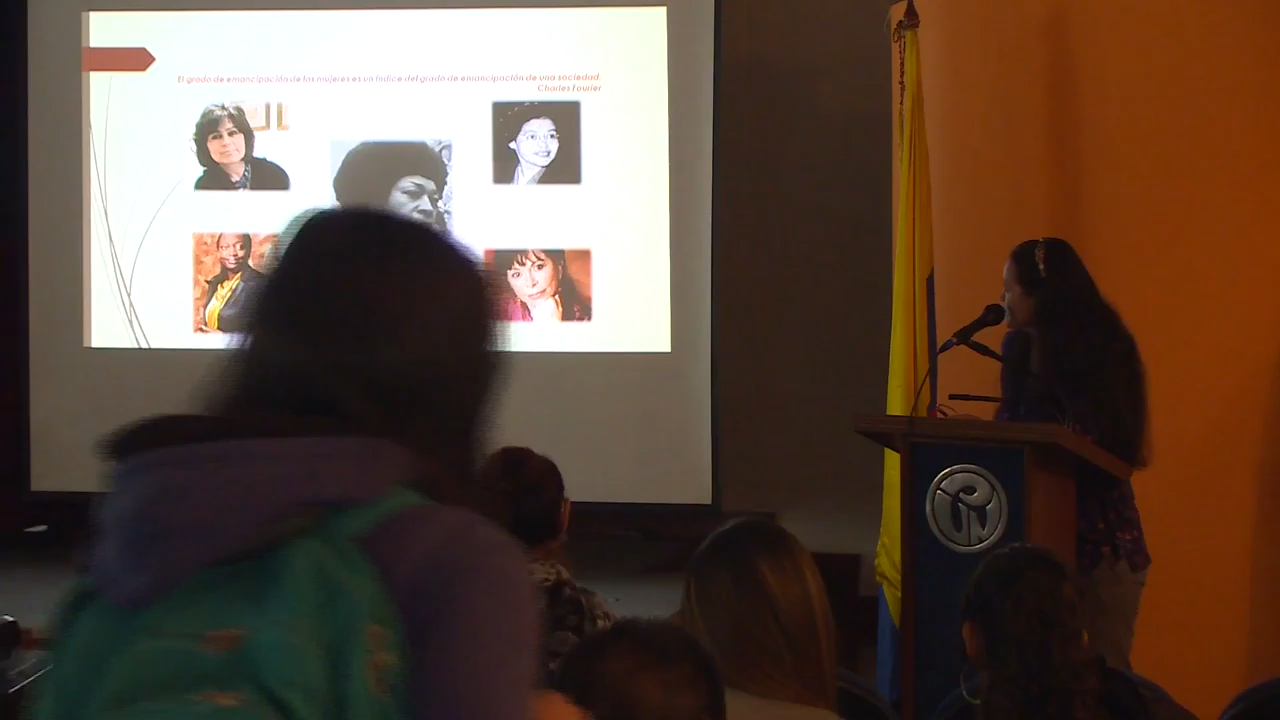 El grado de emancipación de las mujeres es un índice del grado de emancipación de una sociedad.
Charles Fourier
UPN